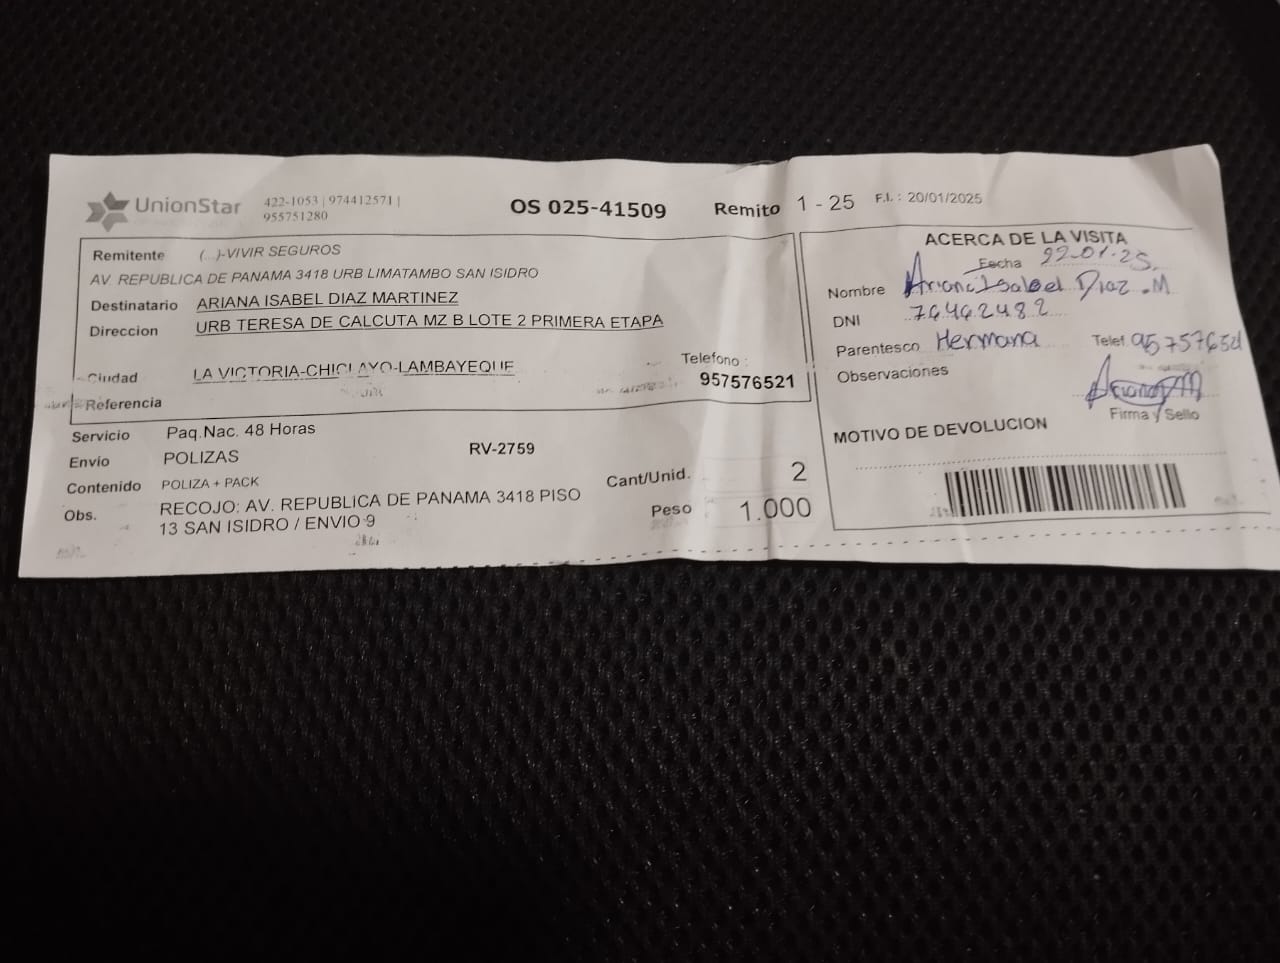 UnionStar 422-1053 | 974412571 |
955751280
OS 025-41509 Remito 1 - 25 F.I. : 20/01/2025
Remitente (...)-VIVIR SEGUROS
AV REPUBLICA DE PANAMA 3418 URB LIMATAMBO SAN ISIDRO
Destinatario ARIANA ISABEL DIAZ MARTINEZ
Direccion URB TERESA DE CALCUTA MZ B LOTE 2 PRIMERA ETAPA
Ciudad LA VICTORIA-CHICLAYO-LAMBAYEQUE
Telefono :
957576521
Referencia
Servicio Paq.Nac. 48 Horas
Envio POLIZAS RV-2759
Contenido POLIZA + PACK
Cant/Unid. 2
Obs. RECOJO: AV. REPUBLICA DE PANAMA 3418 PISO
13 SAN ISIDRO / ENVIO 9
Peso 1.000
ACERCA DE LA VISITA
Fecha 22-01-25.
Nombre Ariana Isabel Diaz .M
DNI
Parentesco Hermana Telef.
Observaciones
Firma y Sello
MOTIVO DE DEVOLUCION